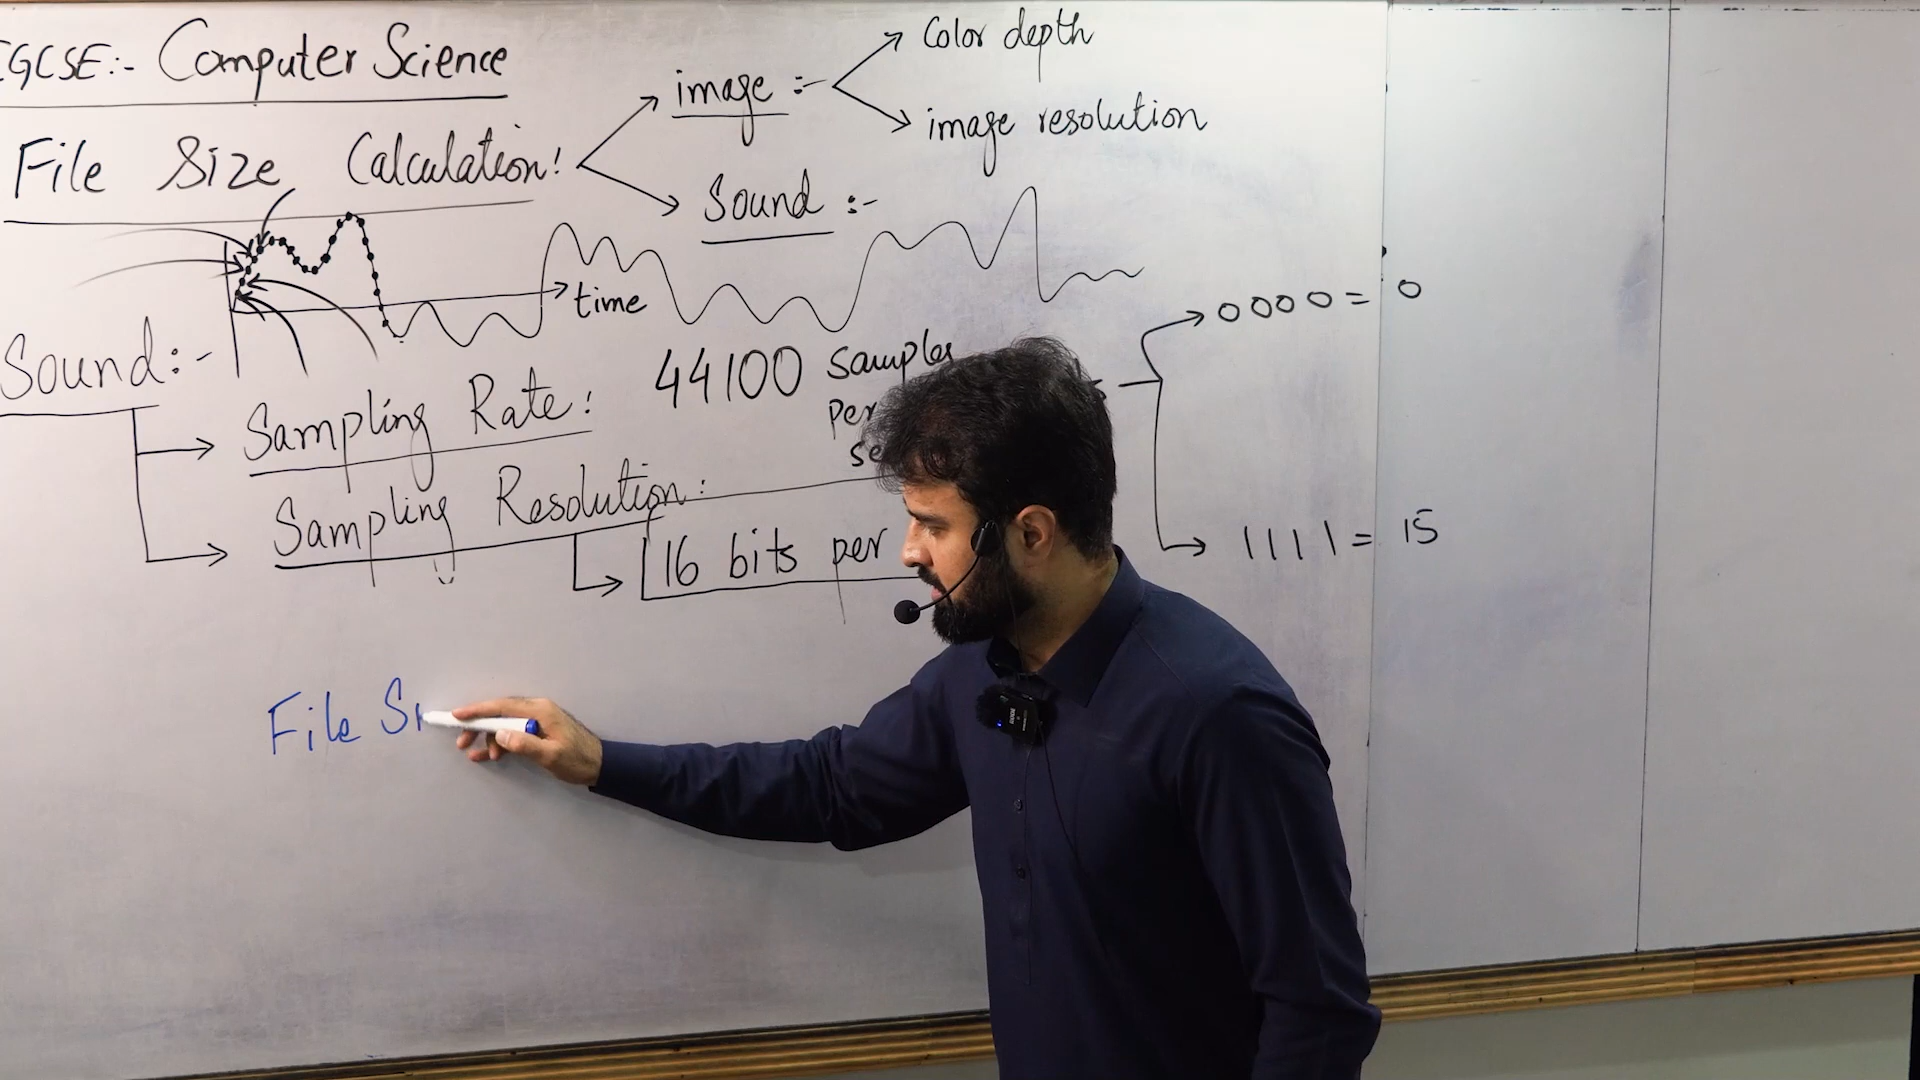 IGCSE:- Computer Science
File Size Calculation!
image :-
Color depth
image resolution
Sound :-
time
0000 = 0
1111 = 15
Sound:-
Sampling Rate:
44100 Samples
per
Sampling Resolution:
16 bits per
File